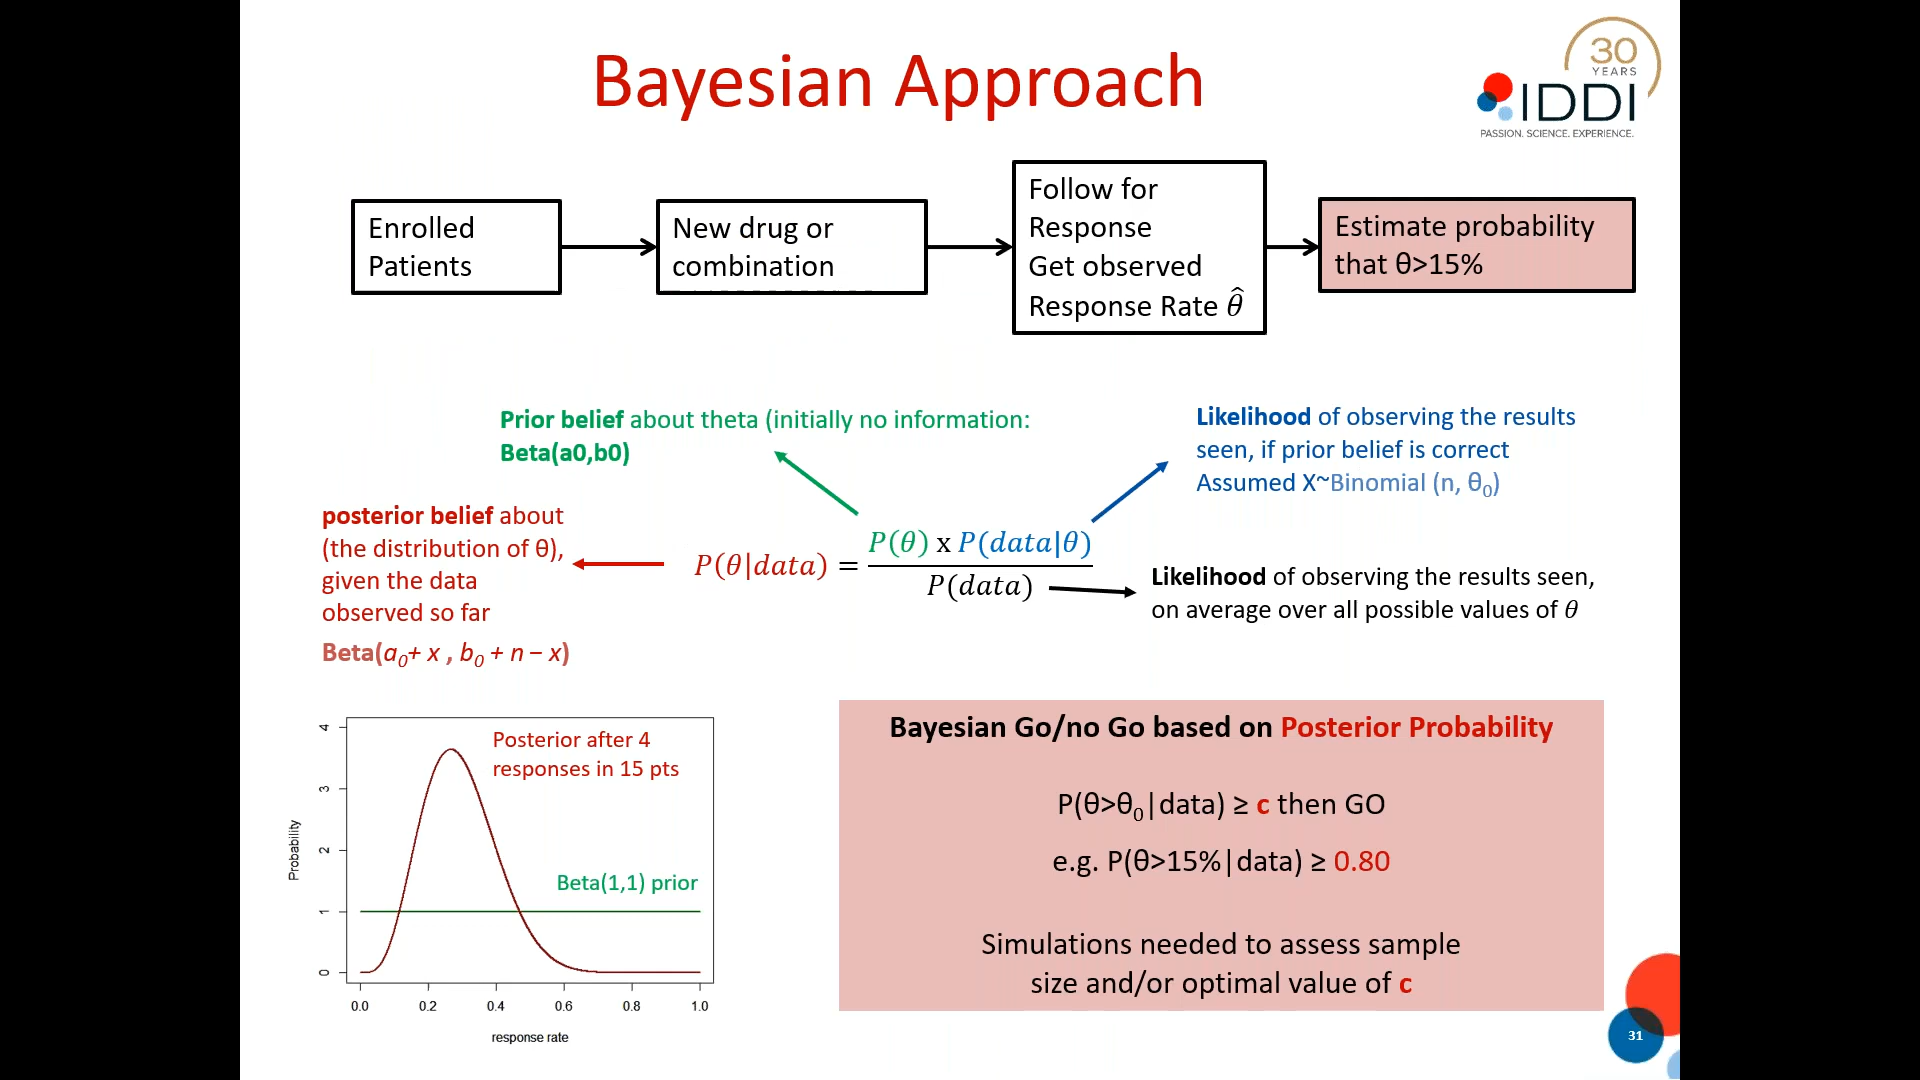 Bayesian Approach
30
YEARS
IDDI
PASSION. SCIENCE. EXPERIENCE.
Enrolled
Patients
New drug or
combination
Follow for
Response
Get observed
Response Rate θ̂
Estimate probability
that θ>15%
Prior belief about theta (initially no information:
Beta(a0,b0)
Likelihood of observing the results
seen, if prior belief is correct
Assumed X~Binomial (n, θ₀)
posterior belief about
(the distribution of θ),
given the data
observed so far
Beta(a₀+ x , b₀ + n − x)
P(θ|data) = P(θ) x P(data|θ)
P(data)
Likelihood of observing the results seen,
on average over all possible values of θ
Posterior after 4
responses in 15 pts
Beta(1,1) prior
Probability
4
3
2
1
0
0.0 0.2 0.4 0.6 0.8 1.0
response rate
Bayesian Go/no Go based on Posterior Probability
P(θ>θ₀|data) ≥ c then GO
e.g. P(θ>15%|data) ≥ 0.80
Simulations needed to assess sample
size and/or optimal value of c
31